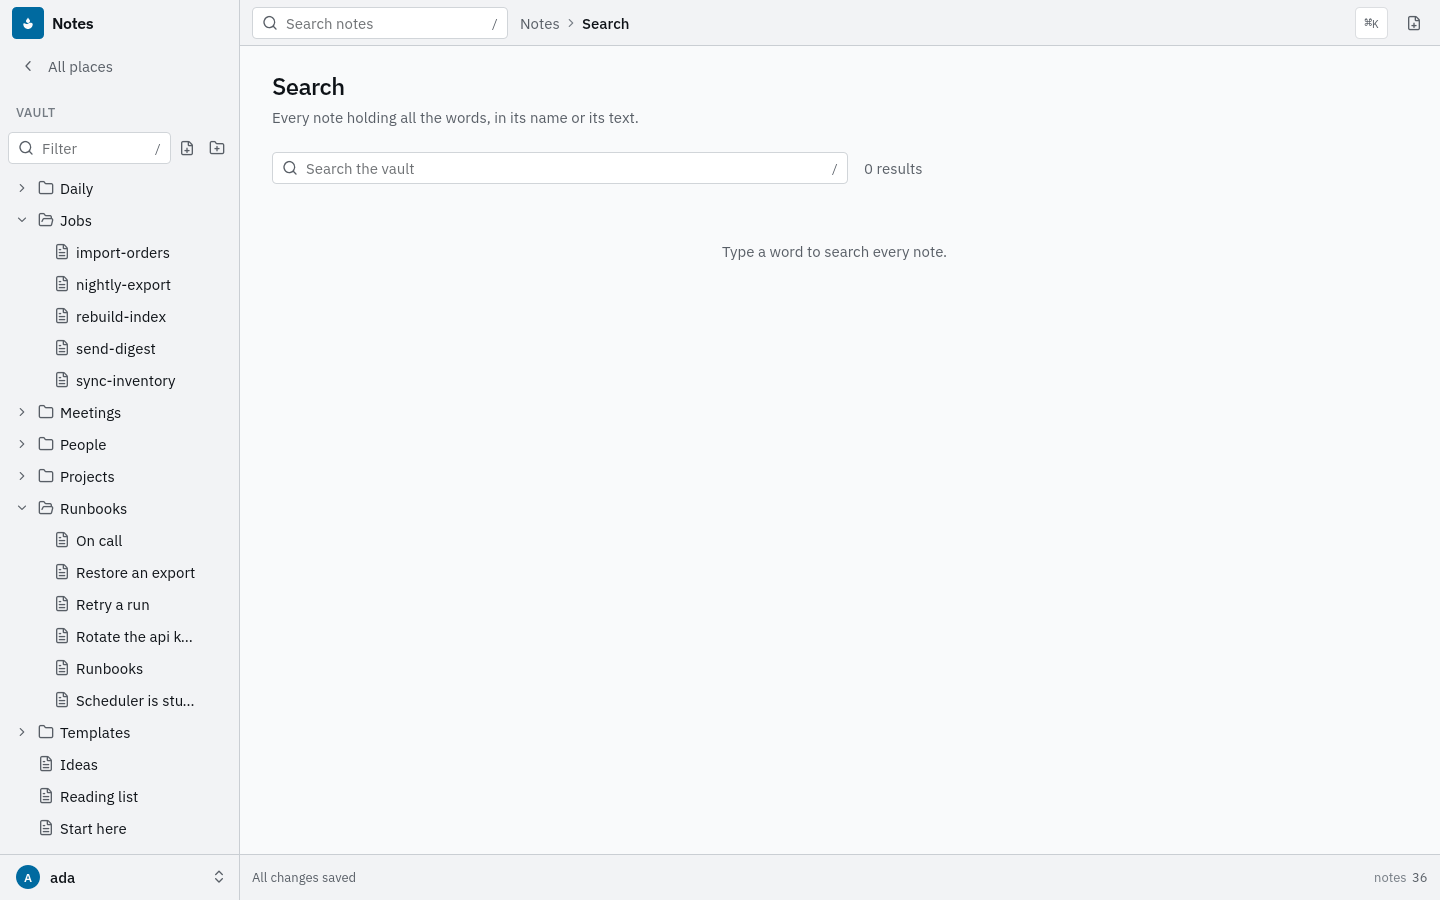 Notes
All places
VAULT
Filter /
Daily
Jobs
import-orders
nightly-export
rebuild-index
send-digest
sync-inventory
Meetings
People
Projects
Runbooks
On call
Restore an export
Retry a run
Rotate the api k...
Runbooks
Scheduler is stu...
Templates
Ideas
Reading list
Start here
A ada
Search notes /
Notes > Search
⌘K
Search
Every note holding all the words, in its name or its text.
Search the vault /
0 results
Type a word to search every note.
All changes saved
notes 36